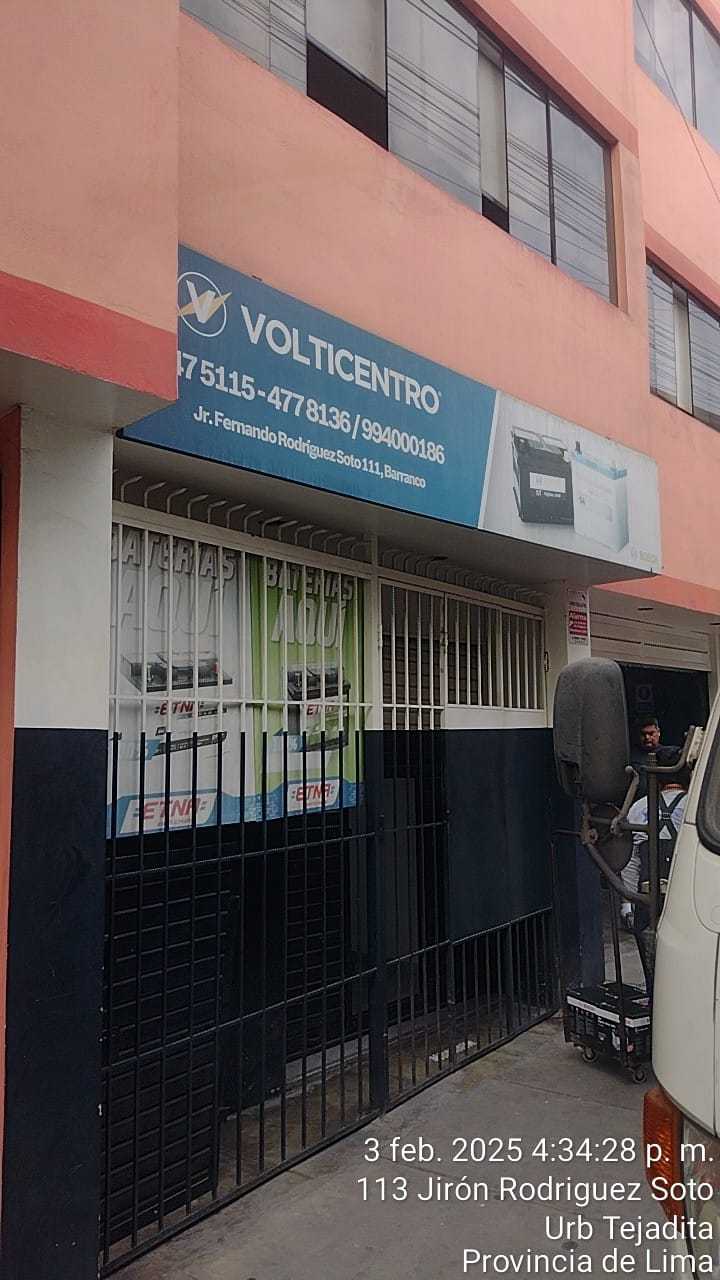 VOLTICENTRO
47 5115 - 477 8136 / 994000186
Jr. Fernando Rodríguez Soto 111, Barranco
BATERIAS
AQUÍ
ETNA
ETNA
BATERIAS
AQUÍ
ETNA
ETNA
Alarma
BOSCH
3 feb. 2025 4:34:28 p. m.
113 Jirón Rodriguez Soto
Urb Tejadita
Provincia de Lima